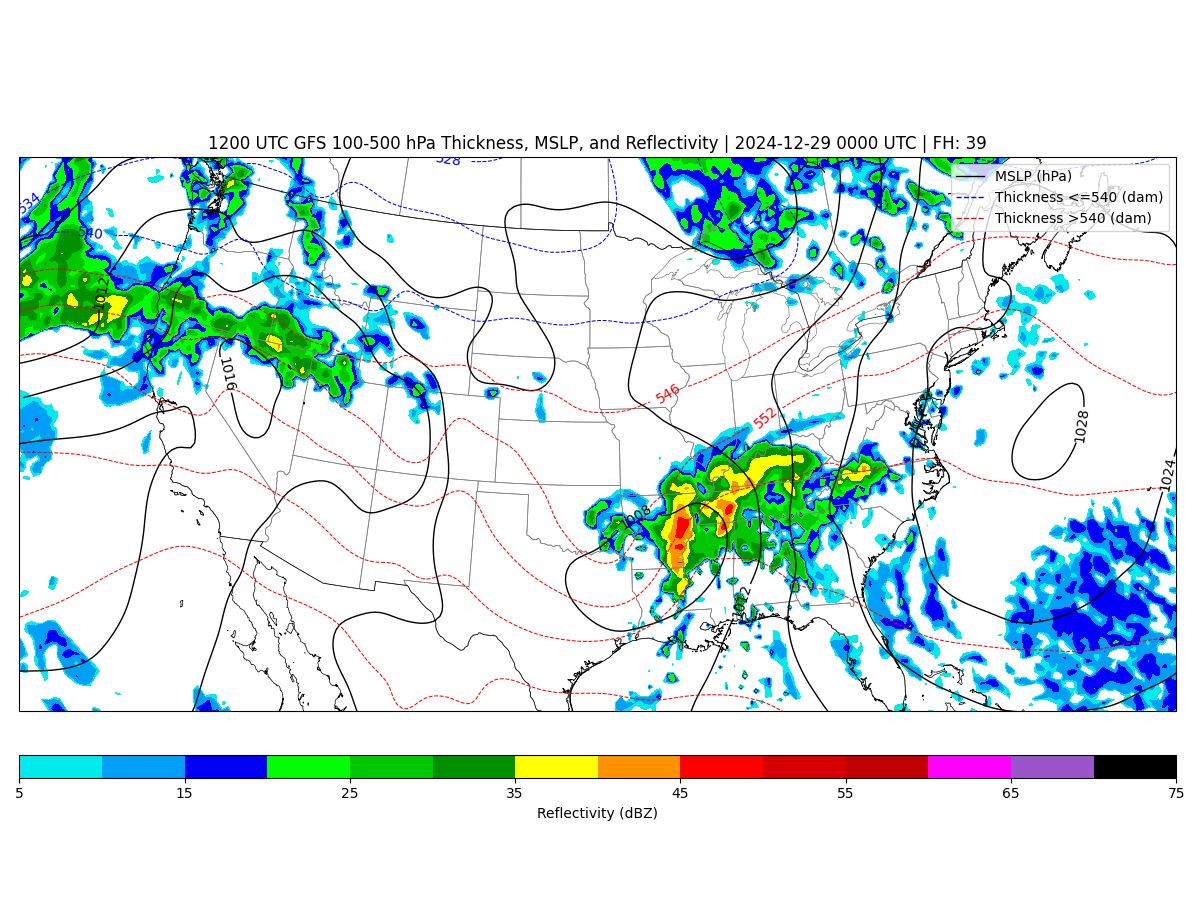 1200 UTC GFS 100-500 hPa Thickness, MSLP, and Reflectivity | 2024-12-29 0000 UTC | FH: 39
528
MSLP (hPa)
534
Thickness <=540 (dam)
540
Thickness >540 (dam)
1012
1016
546
552
1028
1024
1008
1012
5 15 25 35 45 55 65 75
Reflectivity (dBZ)